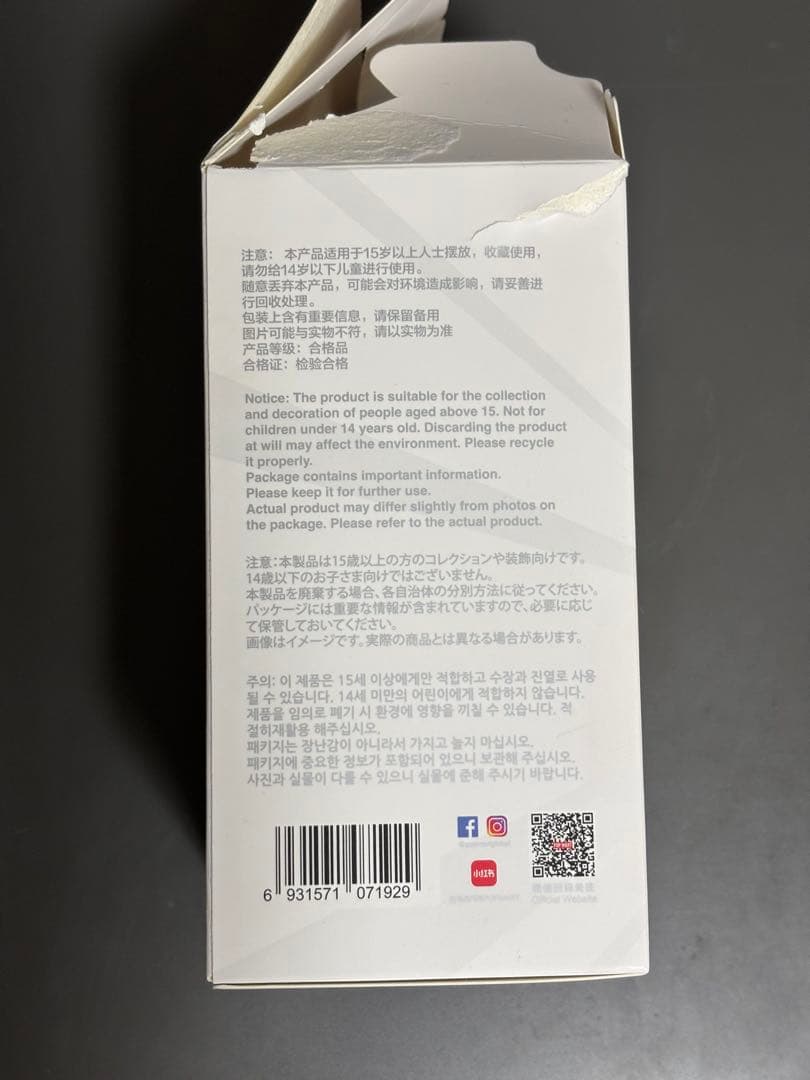 注意： 本产品适用于15岁以上人士摆放，收藏使用，
请勿给14岁以下儿童进行使用。
随意丢弃本产品，可能会对环境造成影响，请妥善进
行回收处理。
包装上含有重要信息，请保留备用
图片可能与实物不符，请以实物为准
产品等级：合格品
合格证：检验合格
Notice: The product is suitable for the collection
and decoration of people aged above 15. Not for
children under 14 years old. Discarding the product
at will may affect the environment. Please recycle
it properly.
Package contains important information.
Please keep it for further use.
Actual product may differ slightly from photos on
the package. Please refer to the actual product.
注意：本製品は15歳以上の方のコレクションや装飾向けです。
14歳以下のお子さま向けではございません。
本製品を廃棄する場合、各自治体の分別方法に従ってください。
パッケージには重要な情報が含まれていますので、必要に応じ
て保管しておいてください。
画像はイメージです。実際の商品とは異なる場合があります。
주의: 이 제품은 15세 이상에게만 적합하고 수장과 진열로 사용
될 수 있습니다. 14세 미만의 어린이에게 적합하지 않습니다.
제품을 임의로 폐기 시 환경에 영향을 끼칠 수 있습니다. 적
절히재활용 해주십시오.
패키지는 장난감이 아니라서 가지고 놀지 마십시오.
패키지에 중요한 정보가 포함되어 있으니 보관해 주십시오.
사진과 실물이 다를 수 있으니 실물에 준해 주시기 바랍니다.
6 931571 071929
小红书
POP MART
Official Website